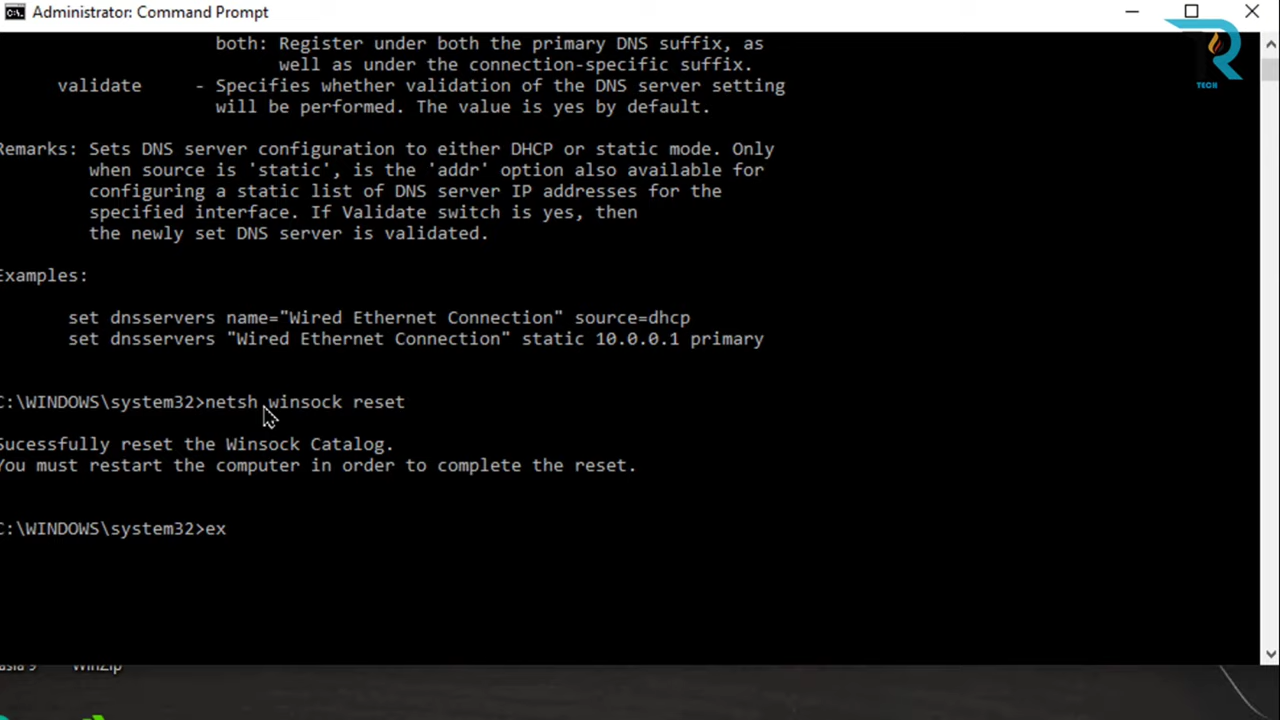 Administrator: Command Prompt
both: Register under both the primary DNS suffix, as
well as under the connection-specific suffix.
validate - Specifies whether validation of the DNS server setting
will be performed. The value is yes by default.
Remarks: Sets DNS server configuration to either DHCP or static mode. Only
when source is 'static', is the 'addr' option also available for
configuring a static list of DNS server IP addresses for the
specified interface. If Validate switch is yes, then
the newly set DNS server is validated.
Examples:
set dnsservers name="Wired Ethernet Connection" source=dhcp
set dnsservers "Wired Ethernet Connection" static 10.0.0.1 primary
C:\WINDOWS\system32>netsh winsock reset
Sucessfully reset the Winsock Catalog.
You must restart the computer in order to complete the reset.
C:\WINDOWS\system32>ex
WinZip
TECH